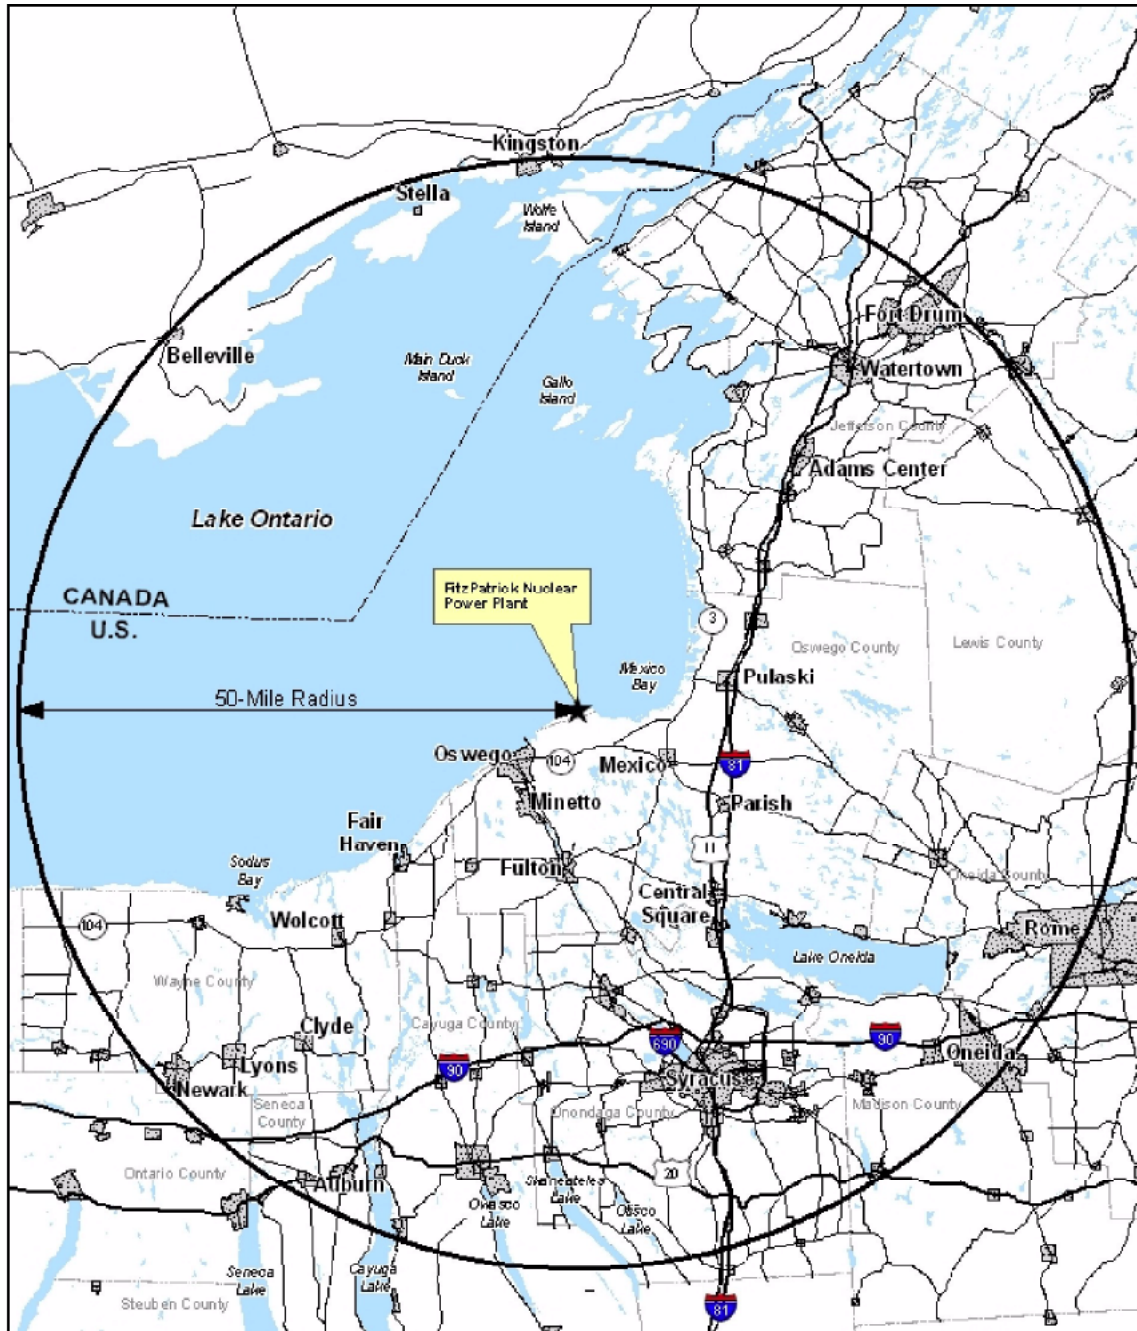 Kingston
Stella
Wolfe
Island
Fort Drum
Belleville
Main Duck
Island
Watertown
Gallo
Island
Jefferson County
Adams Center
Lake Ontario
FitzPatrick Nuclear
Power Plant
CANADA
U.S.
3
Oswego County
Lewis County
Mexico
Bay
Pulaski
50-Mile Radius
Oswego
104
Mexico
81
Minetto
Parish
Fair
Haven
11
Sodus
Bay
Fulton
Oneida County
Central
Square
Wolcott
104
Rome
Lake Oneida
Wayne County
Clyde
Cayuga County
690
90
90
Lyons
Oneida
Newark
Syracuse
Seneca
County
Onondaga County
Madison County
Ontario County
Auburn
20
Skaneateles
Lake
Owasco
Lake
Otisco
Lake
Seneca
Lake
Cayuga
Lake
Steuben County
81